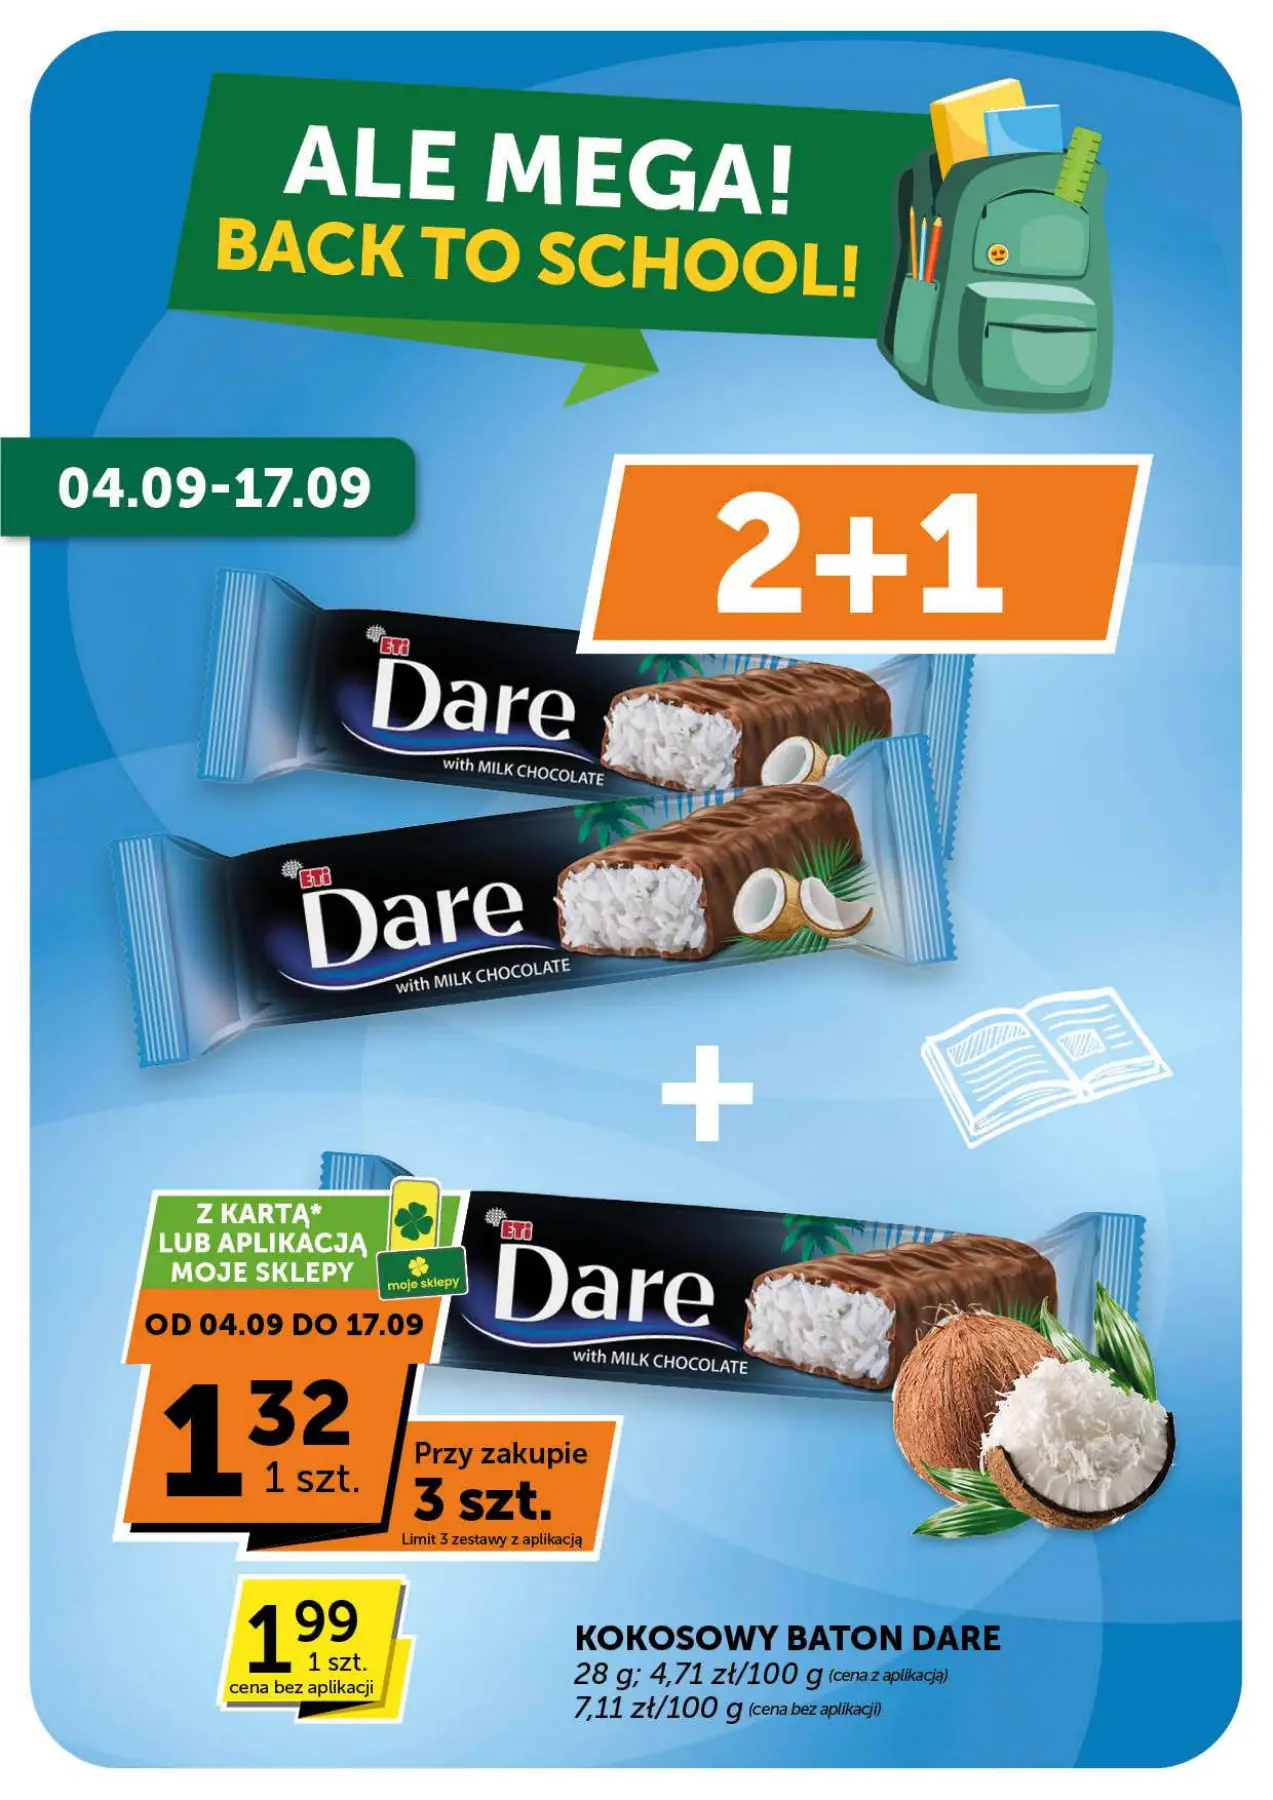 ALE MEGA!
BACK TO SCHOOL!
04.09-17.09
2+1
ETi
Dare
with MILK CHOCOLATE
ETi
Dare
with MILK CHOCOLATE
+
Z KARTĄ*
LUB APLIKACJĄ
MOJE SKLEPY
moje sklepy
OD 04.09 DO 17.09
ETi
Dare
with MILK CHOCOLATE
1 32
1 szt.
Przy zakupie
3 szt.
Limit 3 zestawy z aplikacją
1 99
1 szt.
cena bez aplikacji
KOKOSOWY BATON DARE
28 g; 4,71 zł/100 g (cena z aplikacją)
7,11 zł/100 g (cena bez aplikacji)